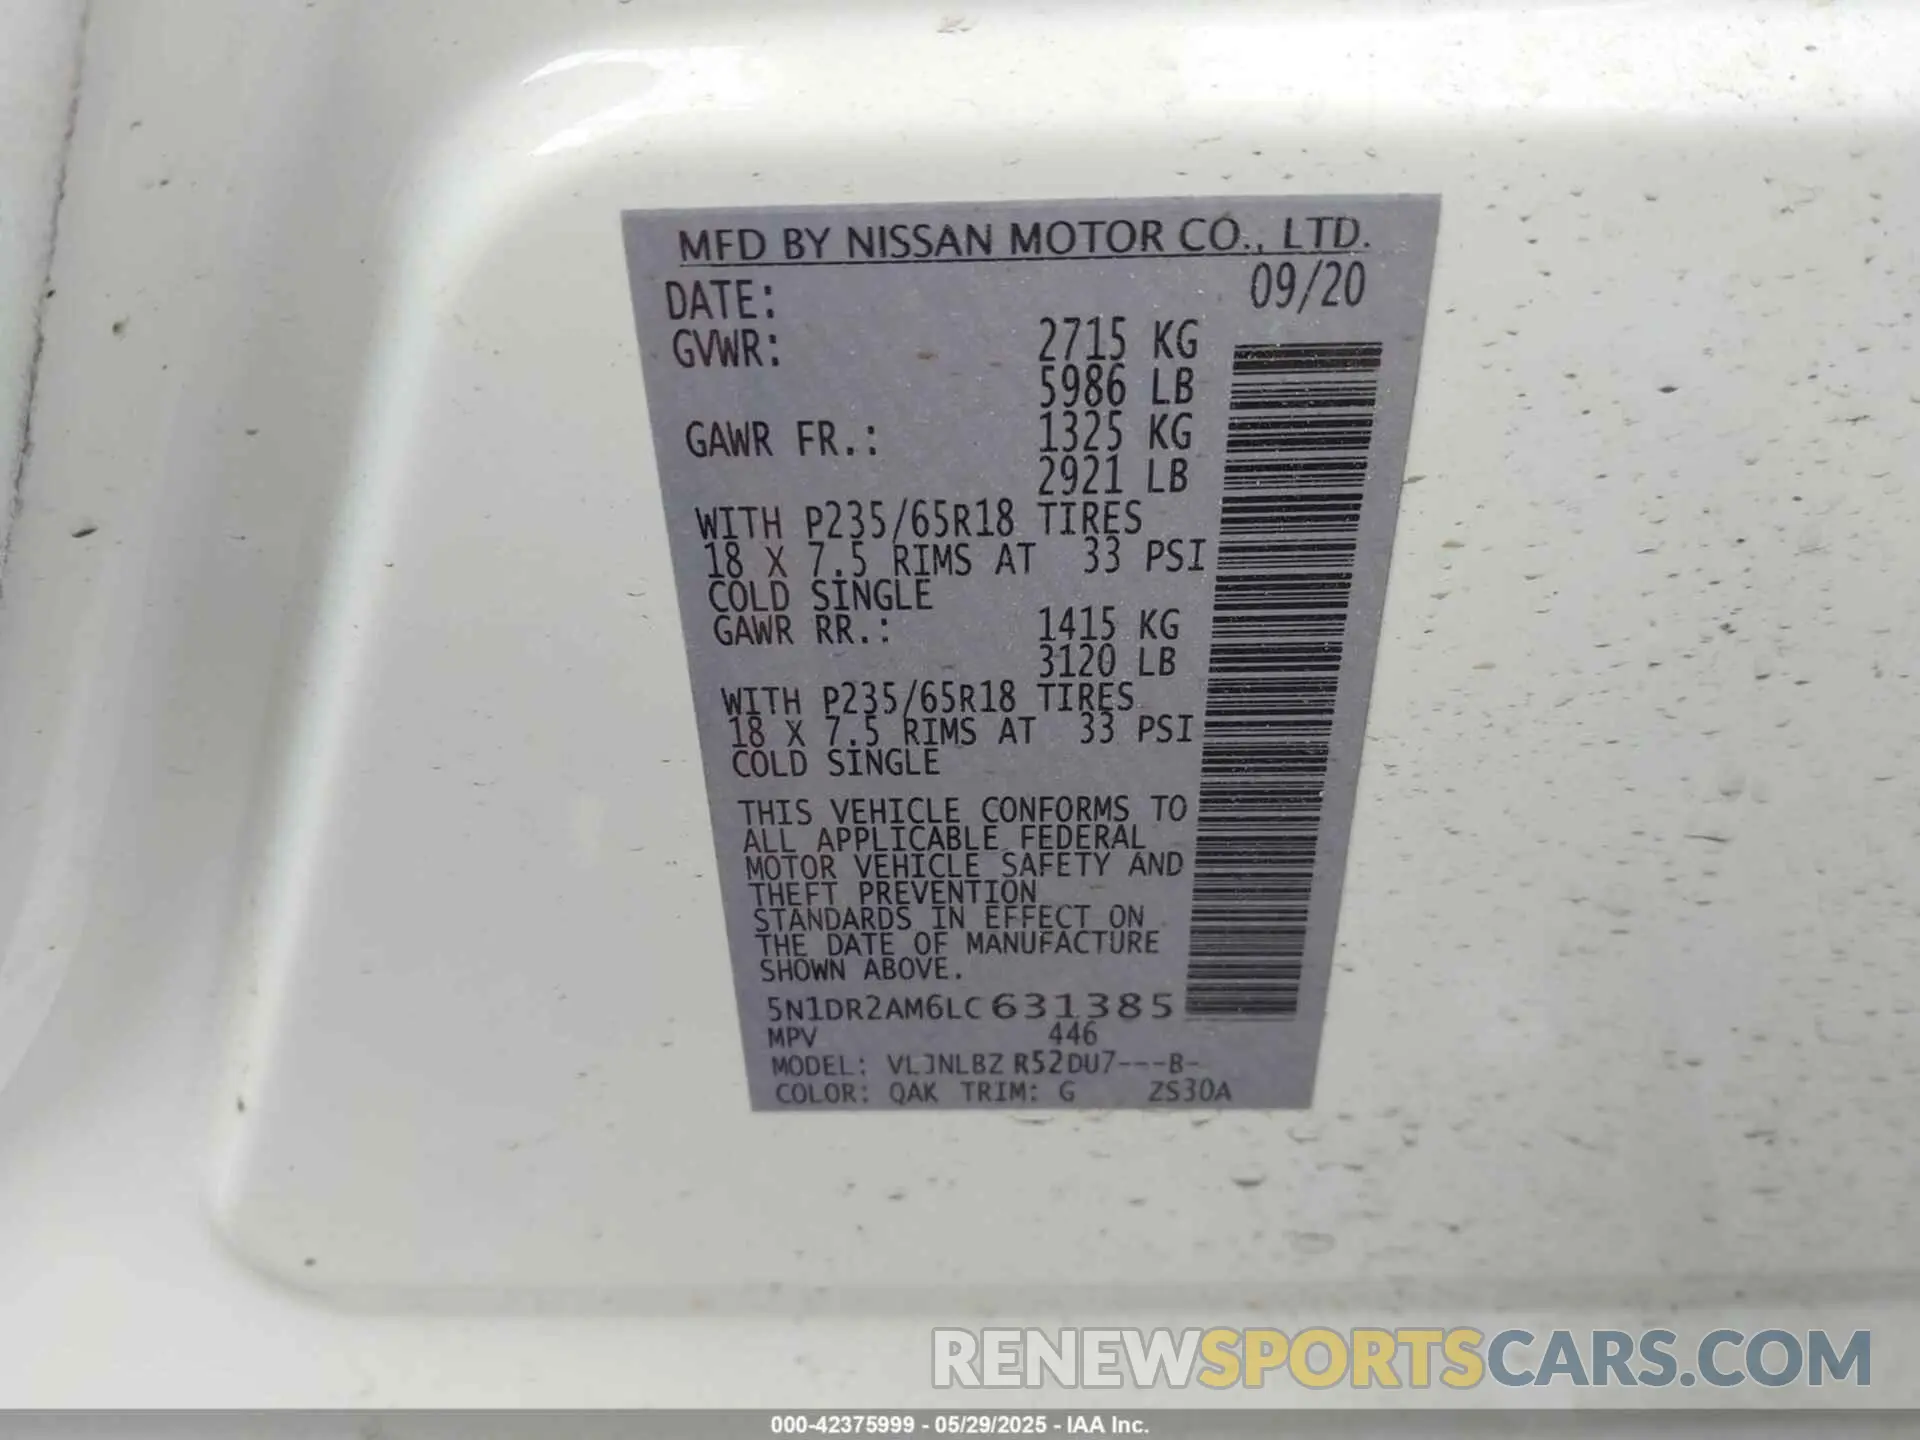 MFD BY NISSAN MOTOR CO., LTD.
DATE: 09/20
GVWR: 2715 KG
5986 LB
GAWR FR.: 1325 KG
2921 LB
WITH P235/65R18 TIRES
18 X 7.5 RIMS AT 33 PSI
COLD SINGLE
GAWR RR.: 1415 KG
3120 LB
WITH P235/65R18 TIRES
18 X 7.5 RIMS AT 33 PSI
COLD SINGLE
THIS VEHICLE CONFORMS TO
ALL APPLICABLE FEDERAL
MOTOR VEHICLE SAFETY AND
THEFT PREVENTION
STANDARDS IN EFFECT ON
THE DATE OF MANUFACTURE
SHOWN ABOVE.
5N1DR2AM6LC631385
MPV 446
MODEL: VLJNLBZ R52DU7---B-
COLOR: QAK TRIM: G ZS30A
RENEWSPORTSCARS.COM
000-42375999 - 05/29/2025 - IAA Inc.